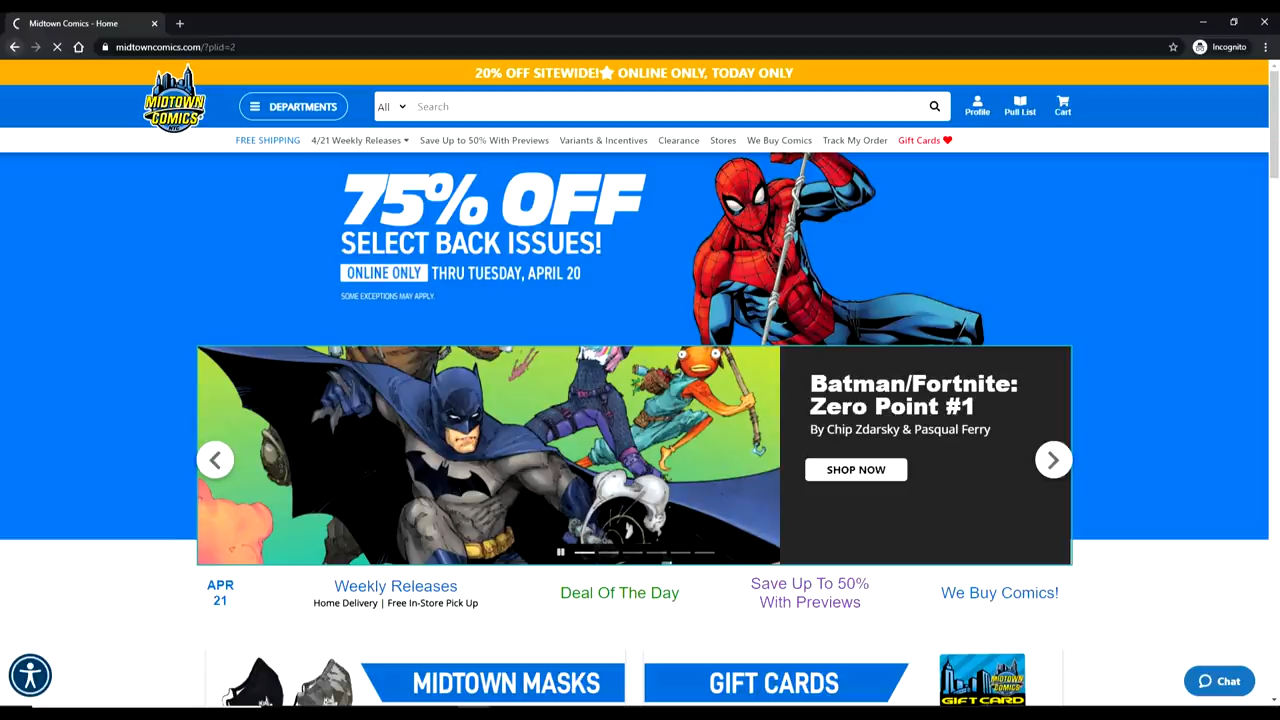 Midtown Comics - Home
midtowncomics.com/?plid=2
Incognito
20% OFF SITEWIDE! ONLINE ONLY, TODAY ONLY
MIDTOWN
COMICS
NYC
DEPARTMENTS
All
Search
Profile
Pull List
Cart
FREE SHIPPING
4/21 Weekly Releases
Save Up to 50% With Previews
Variants & Incentives
Clearance
Stores
We Buy Comics
Track My Order
Gift Cards
75% OFF
SELECT BACK ISSUES!
ONLINE ONLY THRU TUESDAY, APRIL 20
SOME EXCEPTIONS MAY APPLY.
Batman/Fortnite:
Zero Point #1
By Chip Zdarsky & Pasqual Ferry
SHOP NOW
APR
21
Weekly Releases
Home Delivery | Free In-Store Pick Up
Deal Of The Day
Save Up To 50%
With Previews
We Buy Comics!
MIDTOWN MASKS
GIFT CARDS
MIDTOWN
COMICS
GIFT CARD
Chat